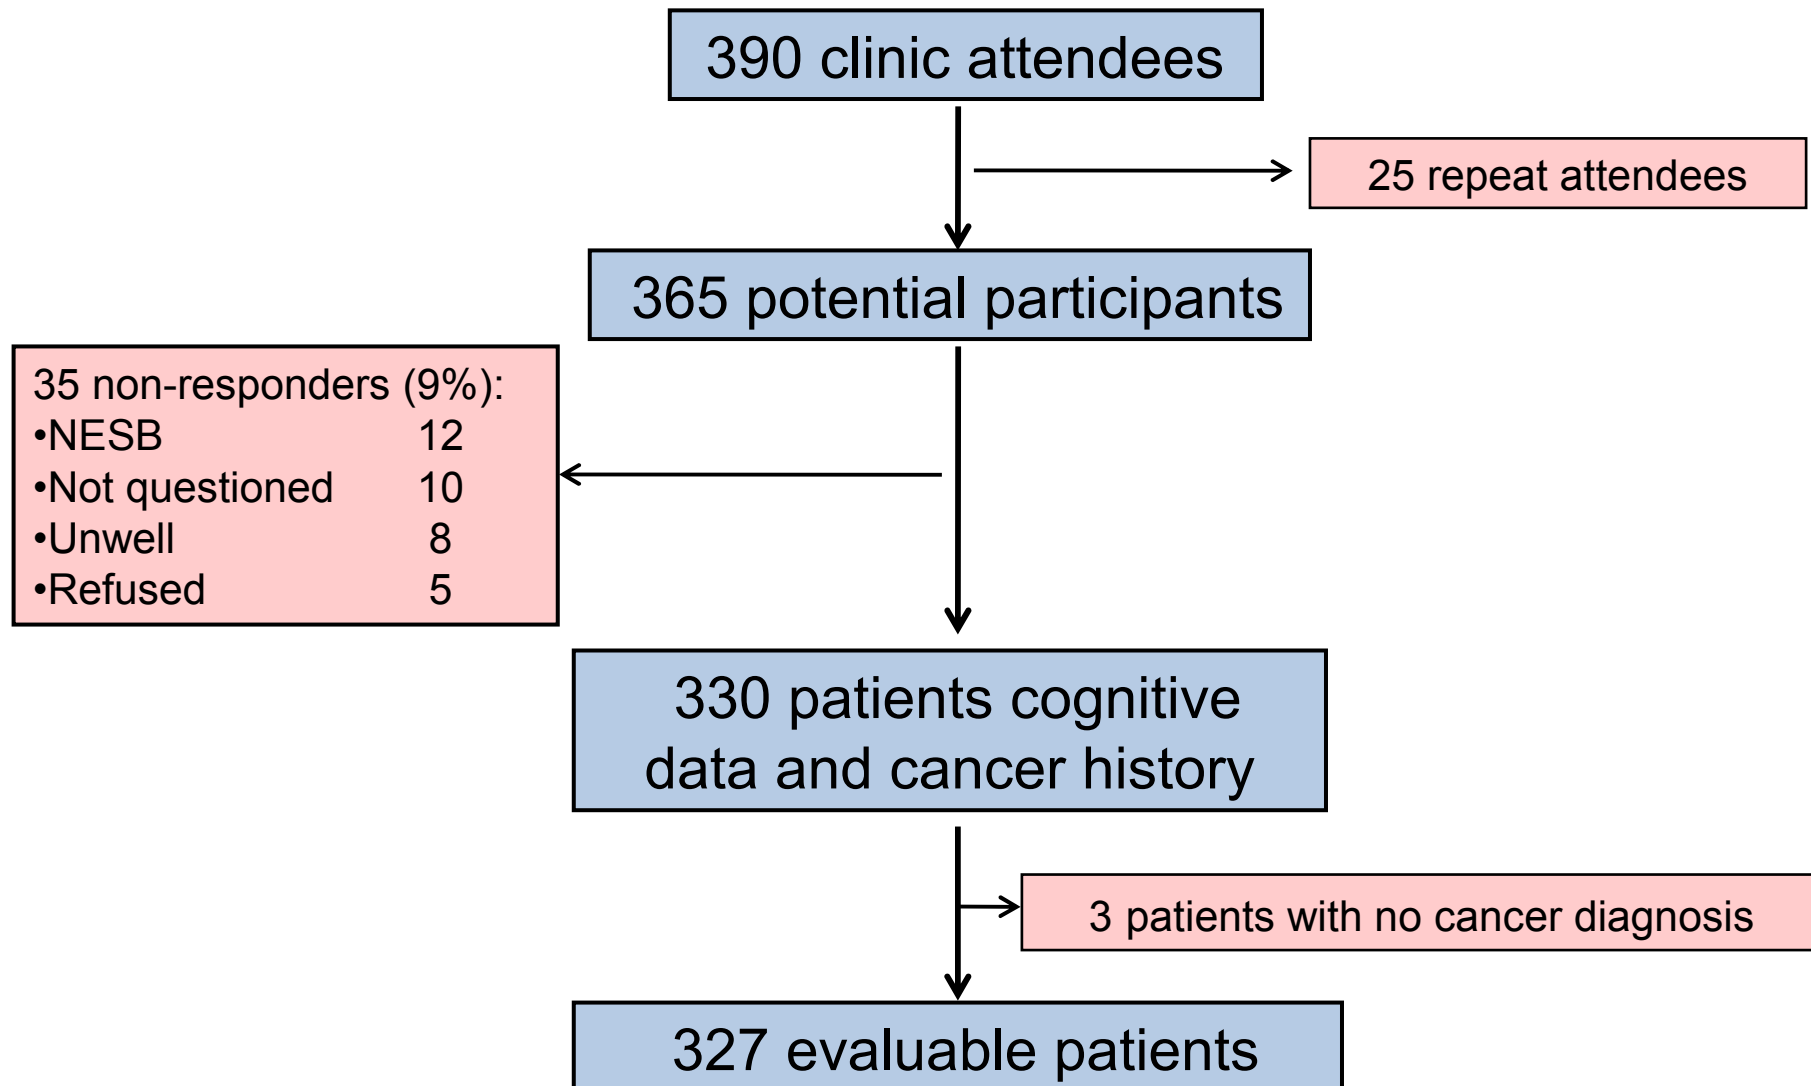 390 clinic attendees
25 repeat attendees
365 potential participants
35 non-responders (9%):
•NESB 12
•Not questioned 10
•Unwell 8
•Refused 5
330 patients cognitive
data and cancer history
3 patients with no cancer diagnosis
327 evaluable patients